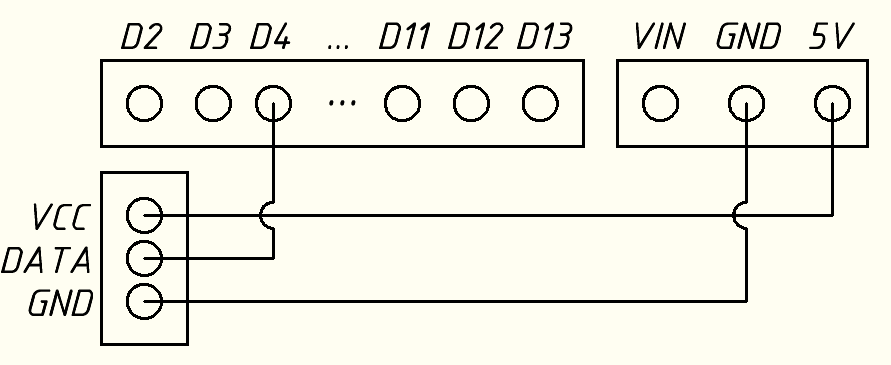 D2 D3 D4 ... D11 D12 D13 VIN GND 5V
...
VCC
DATA
GND